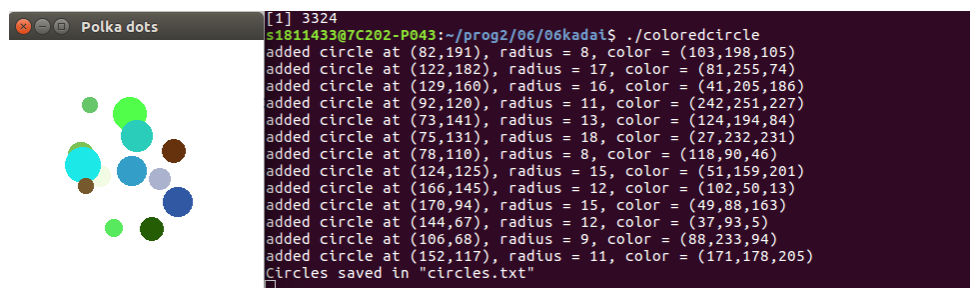 Polka dots
[1] 3324
s1811433@7C202-P043:~/prog2/06/06kadai$ ./coloredcircle
added circle at (82,191), radius = 8, color = (103,198,105)
added circle at (122,182), radius = 17, color = (81,255,74)
added circle at (129,160), radius = 16, color = (41,205,186)
added circle at (92,120), radius = 11, color = (242,251,227)
added circle at (73,141), radius = 13, color = (124,194,84)
added circle at (75,131), radius = 18, color = (27,232,231)
added circle at (78,110), radius = 8, color = (118,90,46)
added circle at (124,125), radius = 15, color = (51,159,201)
added circle at (166,145), radius = 12, color = (102,50,13)
added circle at (170,94), radius = 15, color = (49,88,163)
added circle at (144,67), radius = 12, color = (37,93,5)
added circle at (106,68), radius = 9, color = (88,233,94)
added circle at (152,117), radius = 11, color = (171,178,205)
Circles saved in "circles.txt"